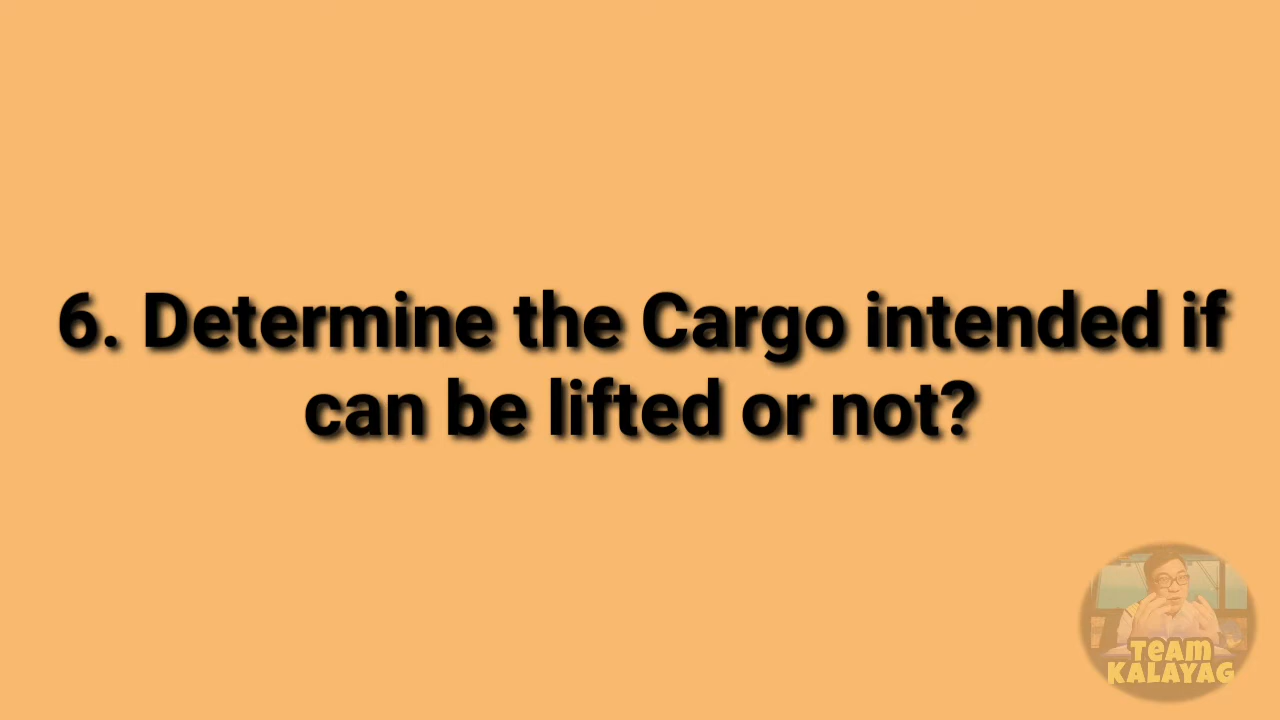 6. Determine the Cargo intended if
can be lifted or not?
TEAM
KALAYAG